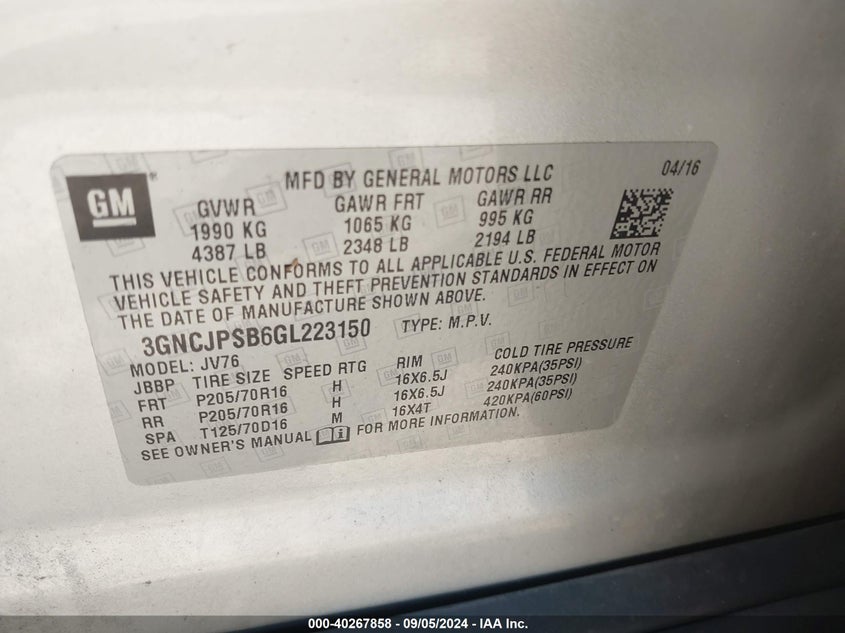 GM
MFD BY GENERAL MOTORS LLC 04/16
GVWR GAWR FRT GAWR RR
1990 KG 1065 KG 995 KG
4387 LB 2348 LB 2194 LB
THIS VEHICLE CONFORMS TO ALL APPLICABLE U.S. FEDERAL MOTOR
VEHICLE SAFETY AND THEFT PREVENTION STANDARDS IN EFFECT ON
THE DATE OF MANUFACTURE SHOWN ABOVE.
3GNCJPSB6GL223150 TYPE: M.P.V.
MODEL: JV76
JBBP TIRE SIZE SPEED RTG RIM COLD TIRE PRESSURE
FRT P205/70R16 H 16X6.5J 240KPA(35PSI)
RR P205/70R16 H 16X6.5J 240KPA(35PSI)
SPA T125/70D16 M 16X4T 420KPA(60PSI)
SEE OWNER'S MANUAL FOR MORE INFORMATION.
000-40267858 - 09/05/2024 - IAA Inc.